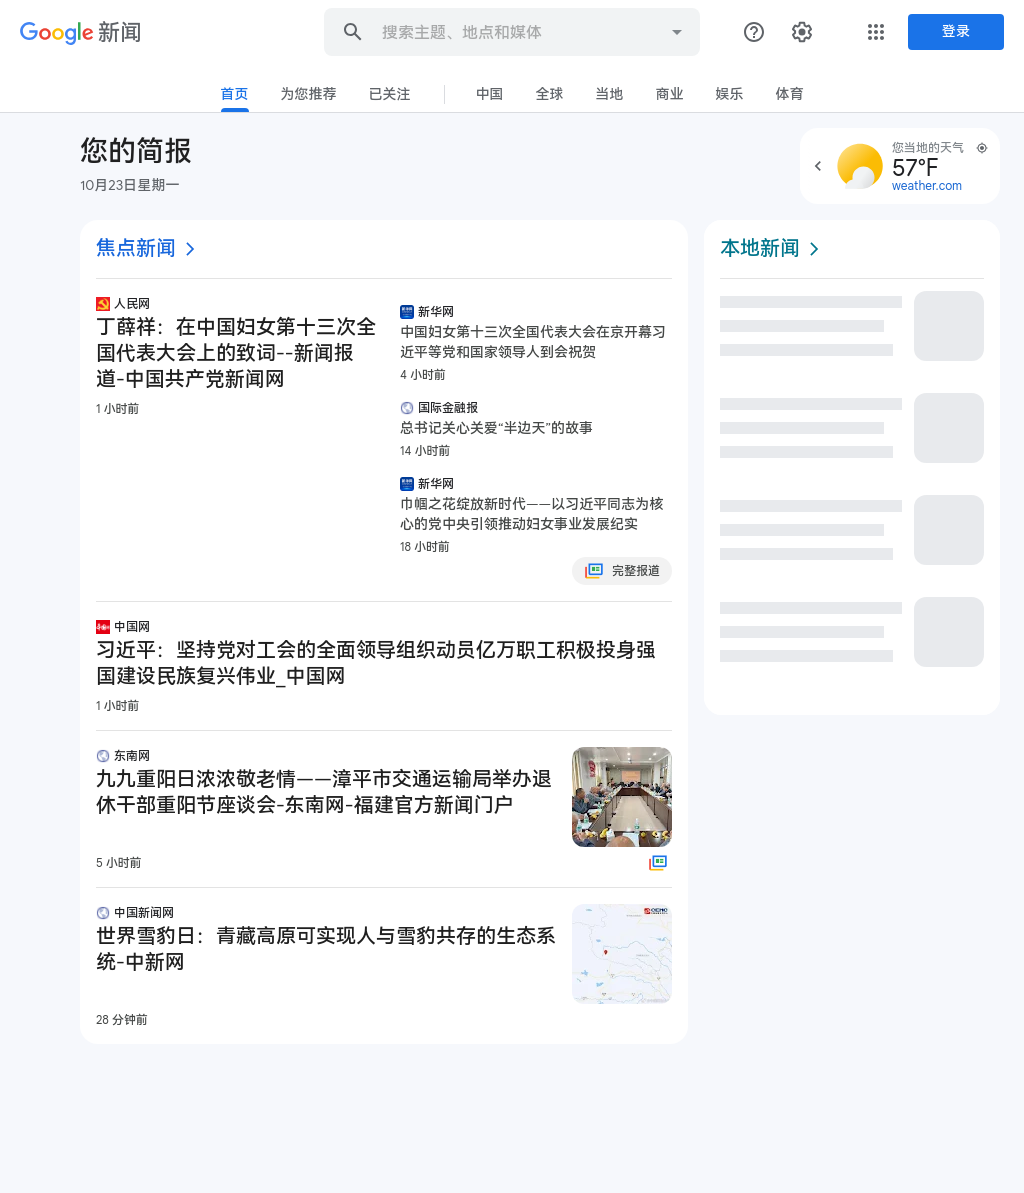 Google 新闻
搜索主题、地点和媒体
登录
首页
为您推荐
已关注
中国
全球
当地
商业
娱乐
体育
您的简报
10月23日星期一
您当地的天气
57°F
weather.com
焦点新闻
人民网
丁薛祥：在中国妇女第十三次全
国代表大会上的致词--新闻报
道-中国共产党新闻网
1 小时前
新华网
中国妇女第十三次全国代表大会在京开幕习
近平等党和国家领导人到会祝贺
4 小时前
国际金融报
总书记关心关爱“半边天”的故事
14 小时前
新华网
巾帼之花绽放新时代——以习近平同志为核
心的党中央引领推动妇女事业发展纪实
18 小时前
完整报道
中国网
习近平：坚持党对工会的全面领导组织动员亿万职工积极投身强
国建设民族复兴伟业_中国网
1 小时前
东南网
九九重阳日浓浓敬老情——漳平市交通运输局举办退
休干部重阳节座谈会-东南网-福建官方新闻门户
5 小时前
中国新闻网
世界雪豹日：青藏高原可实现人与雪豹共存的生态系
统-中新网
28 分钟前
本地新闻